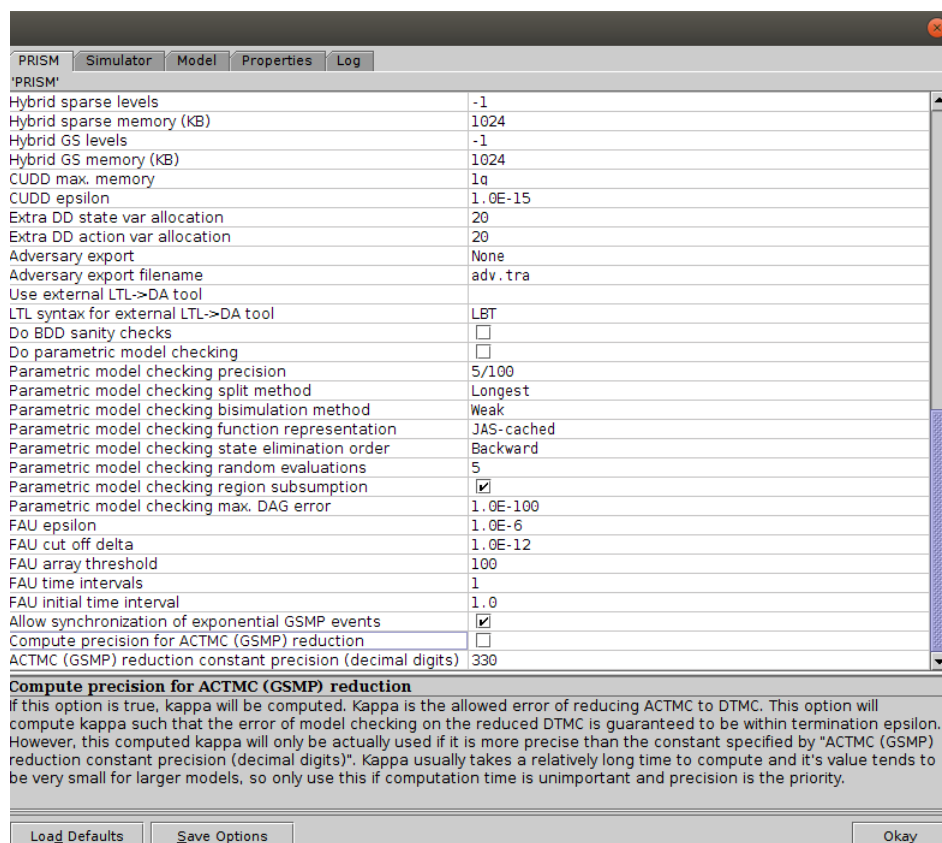 PRISM Simulator Model Properties Log
'PRISM'
Hybrid sparse levels -1
Hybrid sparse memory (KB) 1024
Hybrid GS levels -1
Hybrid GS memory (KB) 1024
CUDD max. memory 1g
CUDD epsilon 1.0E-15
Extra DD state var allocation 20
Extra DD action var allocation 20
Adversary export None
Adversary export filename adv.tra
Use external LTL->DA tool
LTL syntax for external LTL->DA tool LBT
Do BDD sanity checks
Do parametric model checking
Parametric model checking precision 5/100
Parametric model checking split method Longest
Parametric model checking bisimulation method Weak
Parametric model checking function representation JAS-cached
Parametric model checking state elimination order Backward
Parametric model checking random evaluations 5
Parametric model checking region subsumption
Parametric model checking max. DAG error 1.0E-100
FAU epsilon 1.0E-6
FAU cut off delta 1.0E-12
FAU array threshold 100
FAU time intervals 1
FAU initial time interval 1.0
Allow synchronization of exponential GSMP events
Compute precision for ACTMC (GSMP) reduction
ACTMC (GSMP) reduction constant precision (decimal digits) 330
Compute precision for ACTMC (GSMP) reduction
If this option is true, kappa will be computed. Kappa is the allowed error of reducing ACTMC to DTMC. This option will
compute kappa such that the error of model checking on the reduced DTMC is guaranteed to be within termination epsilon.
However, this computed kappa will only be actually used if it is more precise than the constant specified by "ACTMC (GSMP)
reduction constant precision (decimal digits)". Kappa usually takes a relatively long time to compute and it's value tends to
be very small for larger models, so only use this if computation time is unimportant and precision is the priority.
Load Defaults Save Options Okay